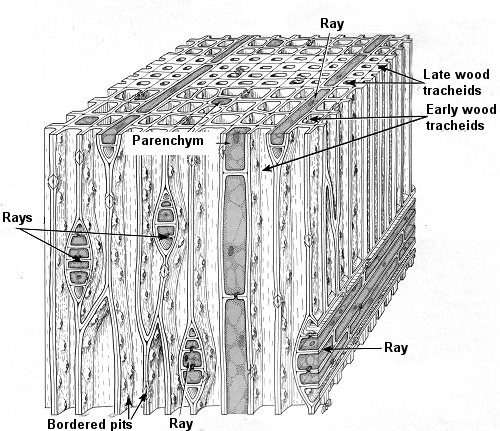 Ray
Late wood
tracheids
Early wood
tracheids
Parenchym
Rays
Ray
Bordered pits
Ray